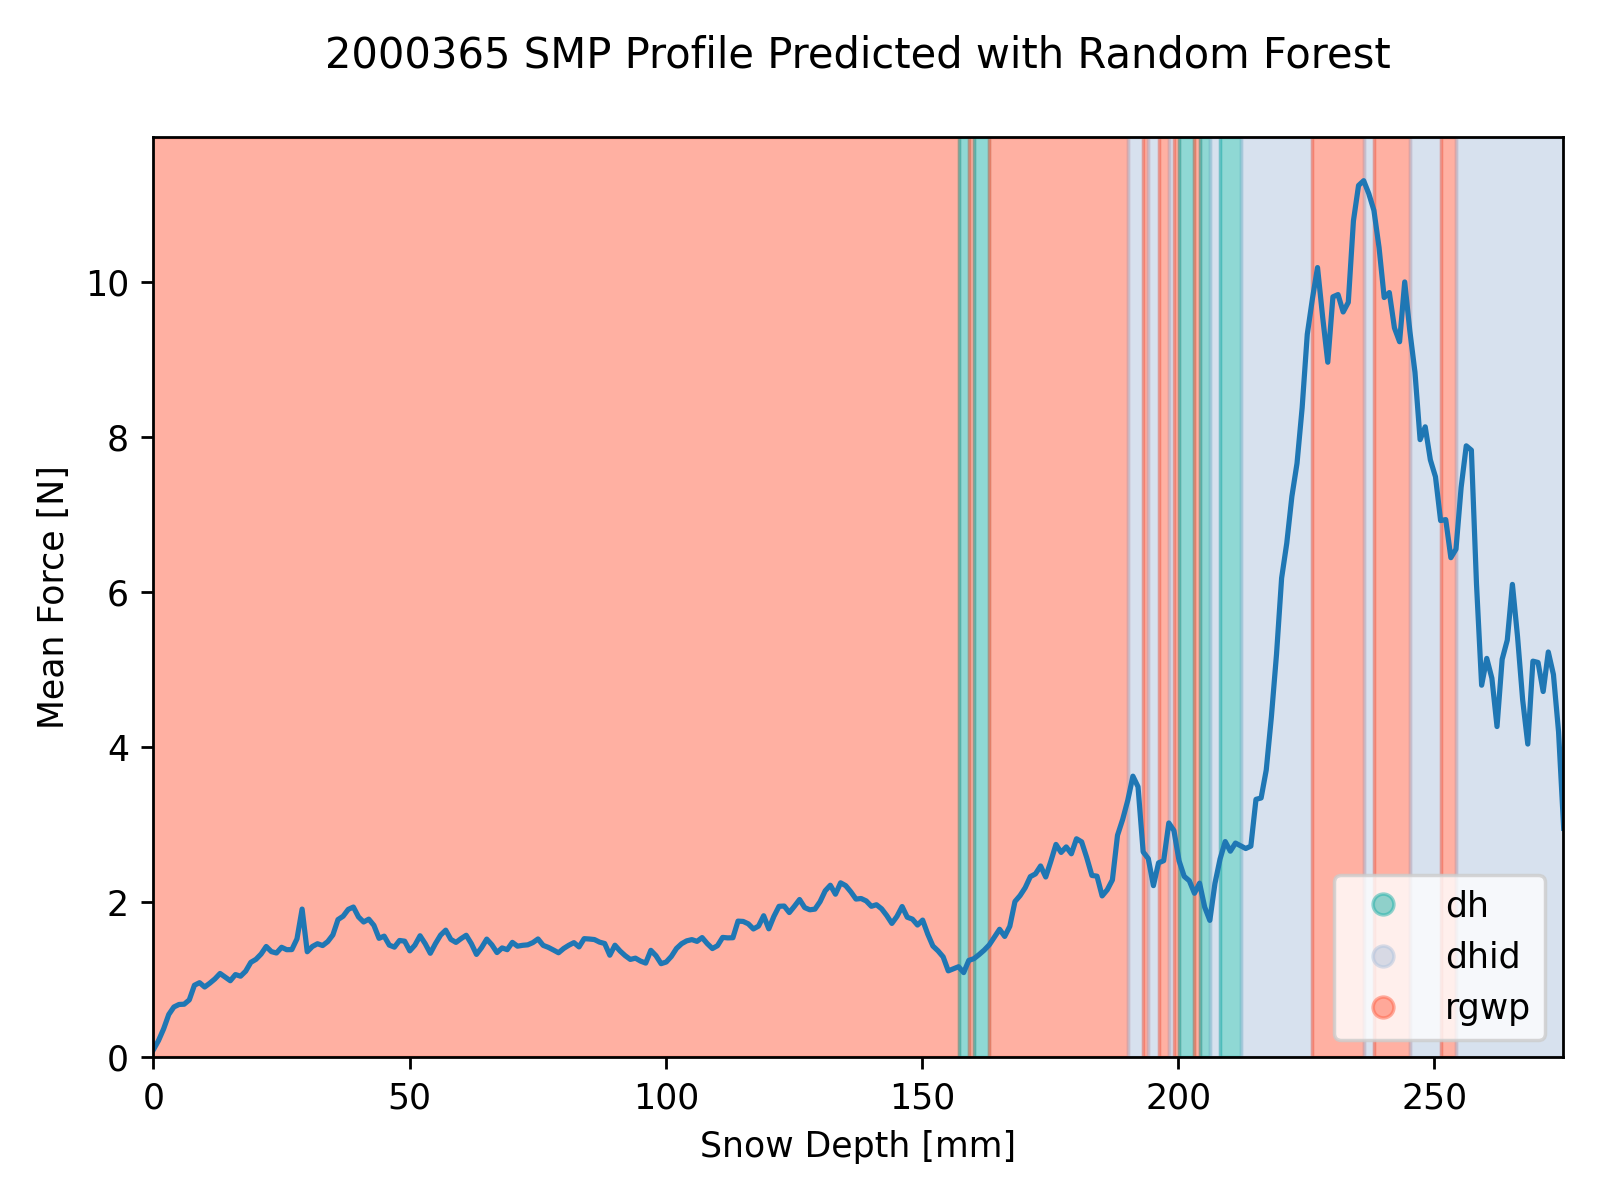 2000365 SMP Profile Predicted with Random Forest
Mean Force [N]
10
8
6
4
2
0
0 50 100 150 200 250
Snow Depth [mm]
dh
dhid
rgwp